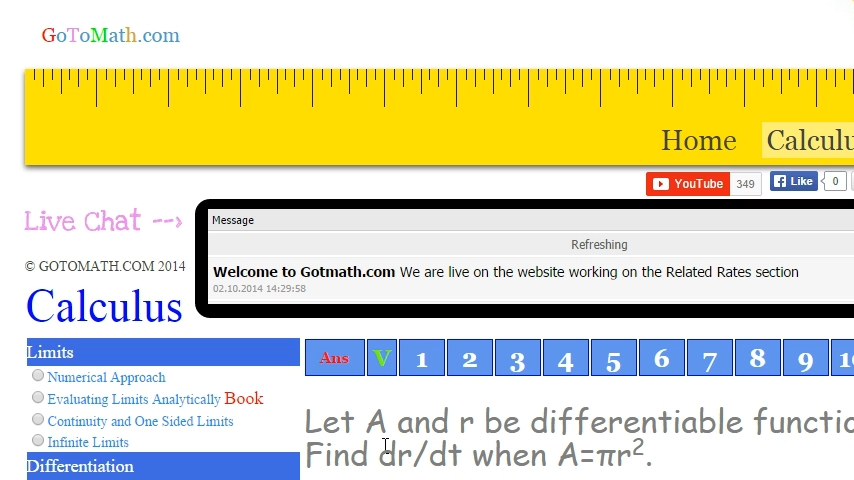 GoToMath.com
Home Calculu
YouTube 349 Like 0
Live Chat -->
Message
Refreshing
Welcome to Gotmath.com We are live on the website working on the Related Rates section
02.10.2014 14:29:58
© GOTOMATH.COM 2014
Calculus
Limits
Ans V 1 2 3 4 5 6 7 8 9 10
Numerical Approach
Evaluating Limits Analytically Book
Continuity and One Sided Limits
Infinite Limits
Differentiation
Let A and r be differentiable functio
Find dr/dt when A=πr².